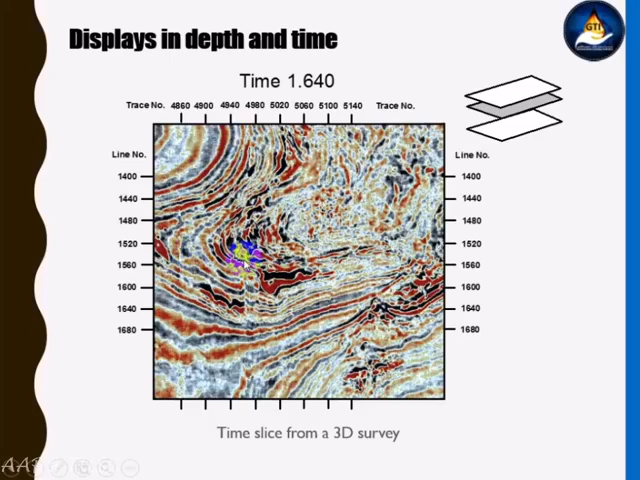 Displays in depth and time
GTI
Time 1.640
Trace No. 4860 4900 4940 4980 5020 5060 5100 5140 Trace No.
Line No. Line No.
1400 1400
1440 1440
1480 1480
1520 1520
1560 1560
1600 1600
1640 1640
1680 1680
Time slice from a 3D survey